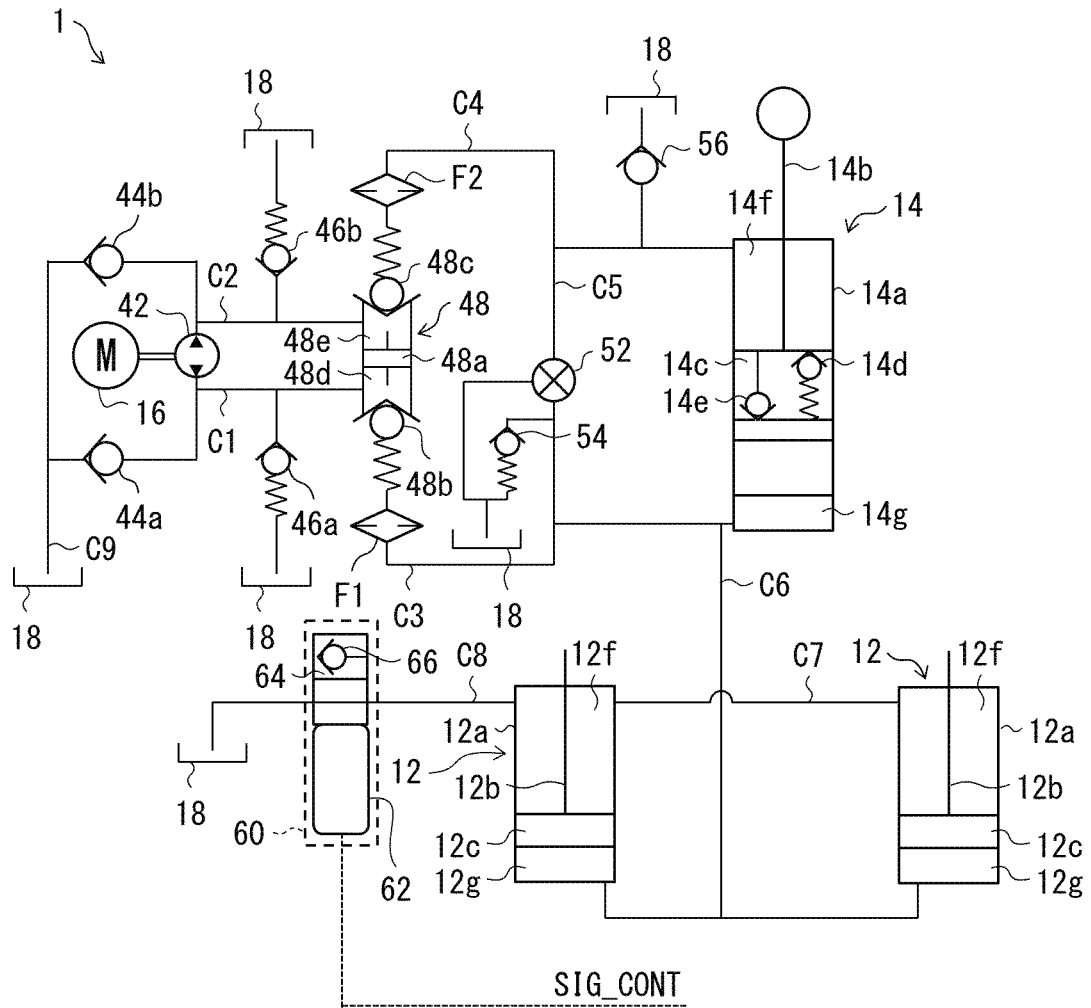 1
18
18
C4
56
14b
F2
44b
14f
14
46b
48c
C2
42
48
C5
14a
48e
52
M
48a
14c
14d
48d
14e
16
C1
54
48b
44a
46a
14g
C9
18
18
F1
C3
18
C6
66
C8
12f
C7
12
12f
64
12a
12a
12
12b
12b
18
60
12c
12c
62
12g
12g
SIG_CONT